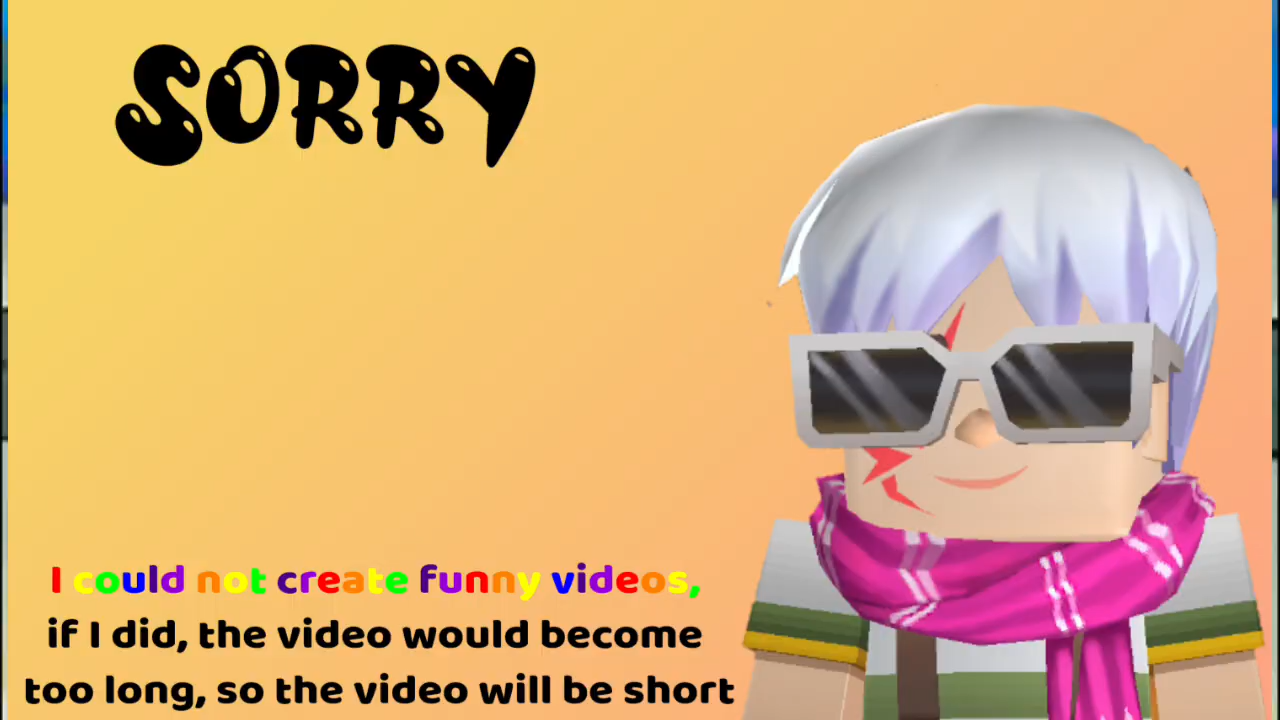 SORRY
I could not create funny videos,
if I did, the video would become
too long, so the video will be short